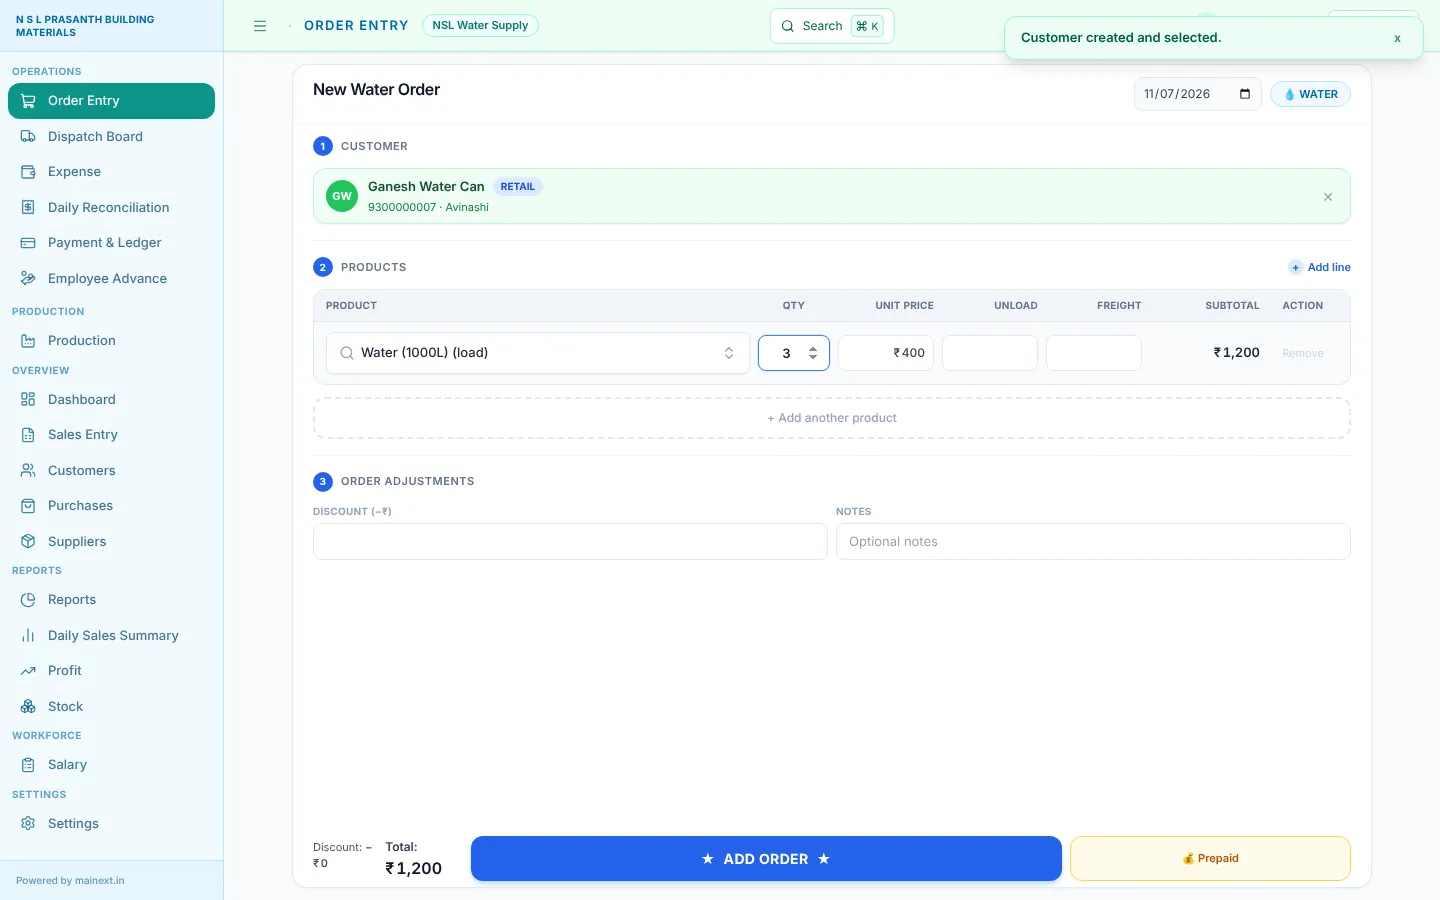 N S L PRASANTH BUILDING
MATERIALS
OPERATIONS
Order Entry
Dispatch Board
Expense
Daily Reconciliation
Payment & Ledger
Employee Advance
PRODUCTION
Production
OVERVIEW
Dashboard
Sales Entry
Customers
Purchases
Suppliers
REPORTS
Reports
Daily Sales Summary
Profit
Stock
WORKFORCE
Salary
SETTINGS
Settings
Powered by mainext.in
· ORDER ENTRY NSL Water Supply
Search ⌘ K
Customer created and selected. x
New Water Order
11/07/2026
💧 WATER
1 CUSTOMER
GW
Ganesh Water Can RETAIL
9300000007 · Avinashi
×
2 PRODUCTS
+ Add line
PRODUCT QTY UNIT PRICE UNLOAD FREIGHT SUBTOTAL ACTION
Water (1000L) (load) 3 ₹400 ₹1,200 Remove
+ Add another product
3 ORDER ADJUSTMENTS
DISCOUNT (−₹) NOTES
Optional notes
Discount: −
₹0
Total:
₹1,200
★ ADD ORDER ★
💰 Prepaid